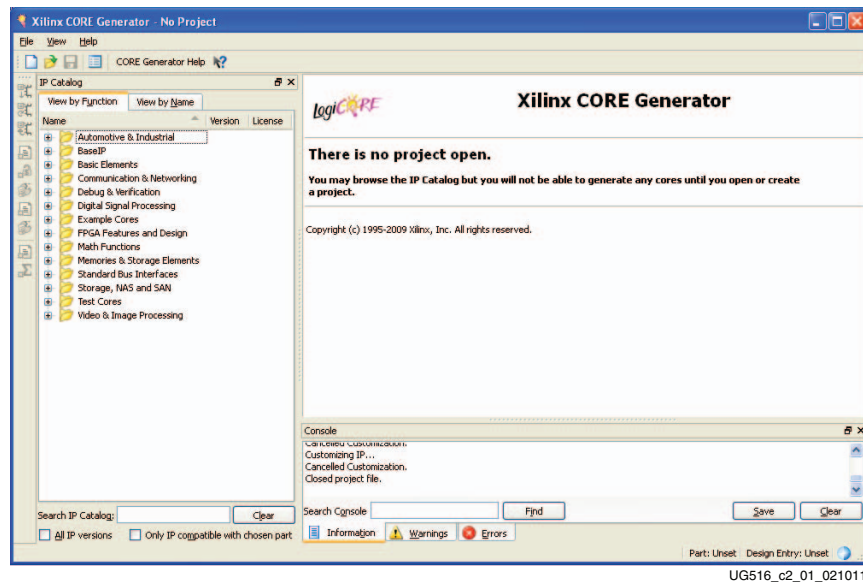 Xilinx CORE Generator - No Project
File View Help
CORE Generator Help
IP Catalog
View by Function View by Name
Name Version License
Automotive & Industrial
BaseIP
Basic Elements
Communication & Networking
Debug & Verification
Digital Signal Processing
Example Cores
FPGA Features and Design
Math Functions
Memories & Storage Elements
Standard Bus Interfaces
Storage, NAS and SAN
Test Cores
Video & Image Processing
Search IP Catalog: Clear
All IP versions Only IP compatible with chosen part
LogiCORE Xilinx CORE Generator
There is no project open.
You may browse the IP Catalog but you will not be able to generate any cores until you open or create
a project.
Copyright (c) 1995-2009 Xilinx, Inc. All rights reserved.
Console
Cancelled Customization.
Customizing IP...
Cancelled Customization.
Closed project file.
Search Console Find Save Clear
Information Warnings Errors
Part: Unset Design Entry: Unset
UG516_c2_01_021011